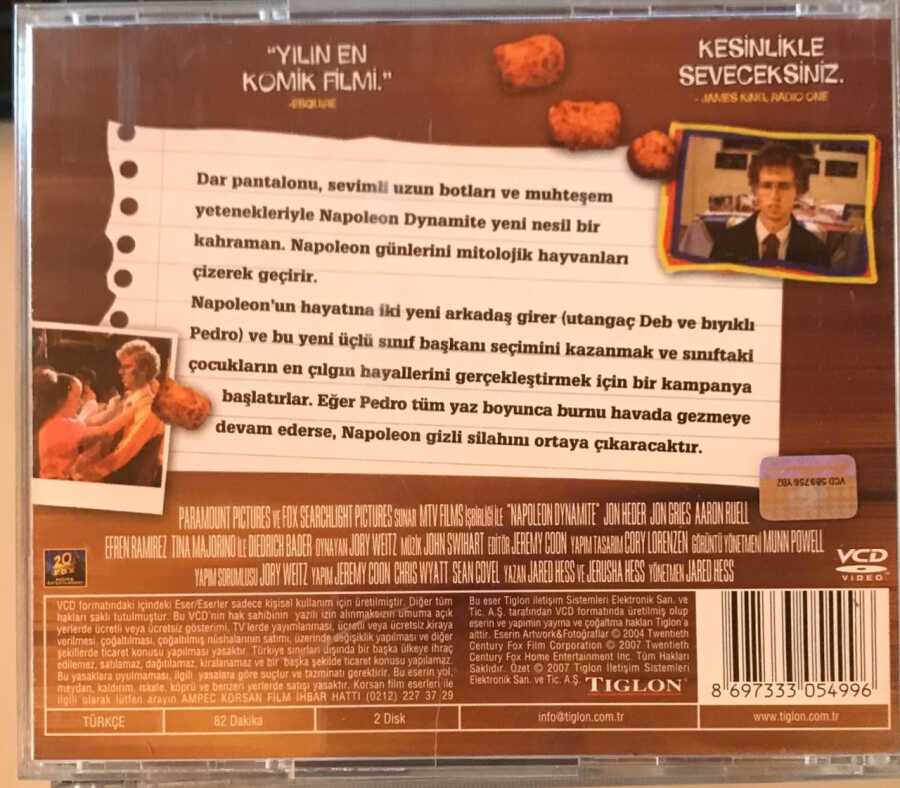 "YILIN EN
KOMİK FİLMİ."
-ESQUIRE
KESİNLİKLE
SEVECEKSİNİZ.
- JAMES KING, RADIO ONE
Dar pantalonu, sevimli uzun botları ve muhteşem
yetenekleriyle Napoleon Dynamite yeni nesil bir
kahraman. Napoleon günlerini mitolojik hayvanları
çizerek geçirir.
Napoleon'un hayatına iki yeni arkadaş girer (utangaç Deb ve bıyıklı
Pedro) ve bu yeni üçlü sınıf başkanı seçimini kazanmak ve sınıftaki
çocukların en çılgın hayallerini gerçekleştirmek için bir kampanya
başlatırlar. Eğer Pedro tüm yaz boyunca burnu havada gezmeye
devam ederse, Napoleon gizli silahını ortaya çıkaracaktır.
VCD 589756 YBZ
PARAMOUNT PICTURES VE FOX SEARCHLIGHT PICTURES SUNAR MTV FILMS İŞBİRLİĞİ İLE "NAPOLEON DYNAMITE" JON HEDER JON GRIES AARON RUELL
EFREN RAMIREZ TINA MAJORINO İLE DIEDRICH BADER OYNAYAN JORY WEITZ MÜZİK JOHN SWIHART EDİTÖR JEREMY COON YAPIM TASARIM CORY LORENZEN GÖRÜNTÜ YÖNETMENİ MUNN POWELL
YAPIM SORUMLUSU JORY WEITZ YAPIM JEREMY COON CHRIS WYATT SEAN COVEL YAZAN JARED HESS VE JERUSHA HESS YÖNETMEN JARED HESS
20
FOX
VCD
VIDEO
VCD formatındaki içindeki Eser/Eserler sadece kişisel kullanım için üretilmiştir. Diğer tüm
hakları saklı tutulmuştur. Bu VCD'nin hak sahibinin yazılı izin alınmaksızın umuma açık
yerlerde ücretli veya ücretsiz gösterimi, TV'lerde yayımlanması, ücretli veya ücretsiz kiraya
verilmesi, çoğaltılması, çoğaltılmış nüshalarının satımı, üzerinde değişiklik yapılması ve diğer
şekillerde ticaret konusu yapılması yasaktır. Türkiye sınırları dışında bir başka ülkeye ihraç
edilemez, satılamaz, dağıtılamaz, kiralanamaz ve bir başka şekilde ticaret konusu yapılamaz.
Bu yasaklara uyulmaması, ilgili yasalara göre suçtur ve tazminatı gerektirir. Bu eserin yol,
meydan, kaldırım, iskele, köprü ve benzeri yerlerde satışı yasaktır. Korsan film eserleri ile
ilgili olarak lütfen arayın AMPEC KORSAN FİLM İHBAR HATTI (0212) 227 37 29
Bu eser Tiglon İletişim Sistemleri Elektronik San. ve
Tic. A.Ş. tarafından VCD formatında üretilmiş olup
eserin ve yapımın yayma ve çoğaltma hakları Tiglon'a
aittir. Eserin Artwork&Fotoğraflar © 2004 Twentieth
Century Fox Film Corporation © 2007 Twentieth
Century Fox Home Entertainment Inc. Tüm Hakları
Saklıdır. Özet © 2007 Tiglon İletişim Sistemleri
Elektronik San. ve Tic. A.Ş. TIGLON
8 697333 054996
TÜRKÇE
82 Dakika
2 Disk
info@tiglon.com.tr
www.tiglon.com.tr